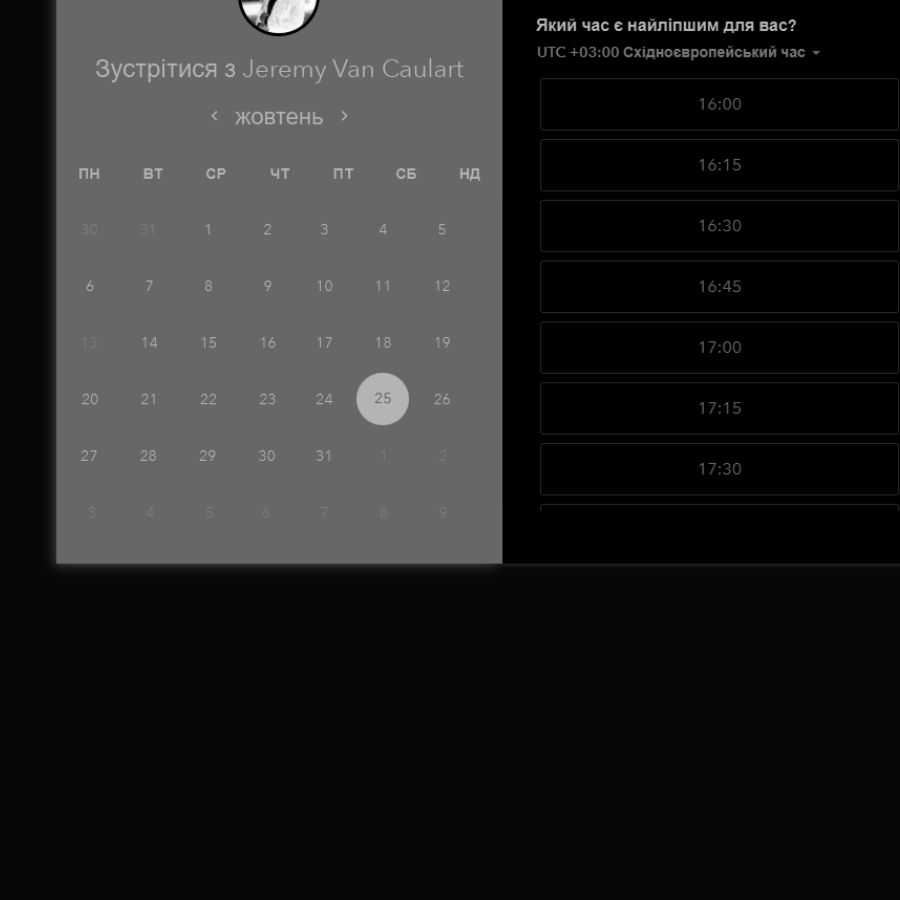 Зустрітися з Jeremy Van Caulart
жовтень
ПН ВТ СР ЧТ ПТ СБ НД
30 31 1 2 3 4 5
6 7 8 9 10 11 12
13 14 15 16 17 18 19
20 21 22 23 24 25 26
27 28 29 30 31 1 2
3 4 5 6 7 8 9
Який час є найліпшим для вас?
UTC +03:00 Східноєвропейський час
16:00
16:15
16:30
16:45
17:00
17:15
17:30